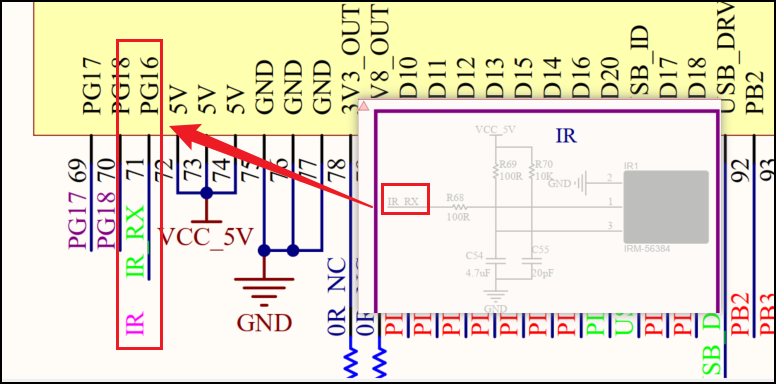 PG17
PG18
PG16
5V
5V
5V
GND
GND
GND
3V3_OUT
V8_OUT
D10
D11
D12
D13
D15
D14
D16
D20
SB_ID
D17
D18
USB_DRV
PB2
69
70
71
72
73
74
75
76
77
78
92
93
PG17
PG18
IR_RX
IR
VCC_5V
GND
0R_NC
SB_D
PB2
PB3
IR
VCC_5V
R69
100R
R70
10K
GND
IR1
2
1
3
IRM-56384
IR_RX
R68
100R
C54
4.7uF
C55
20pF
GND